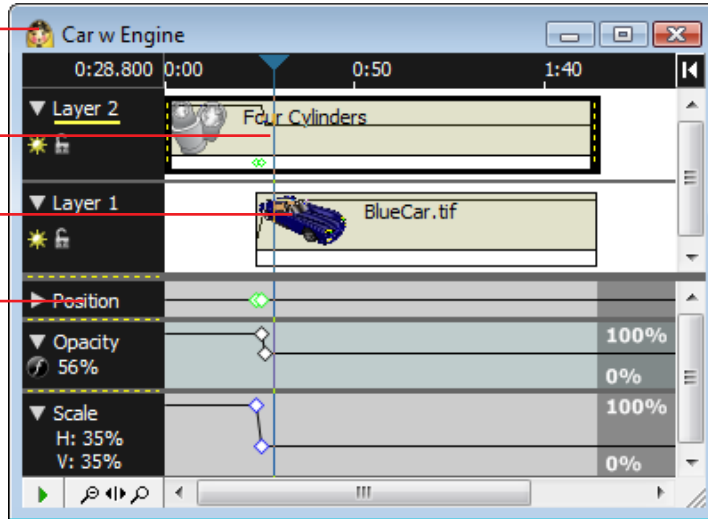 Car w Engine
0:28.800 0:00 0:50 1:40
Layer 2
Four Cylinders
Layer 1
BlueCar.tif
Position
Opacity 100%
56%
0%
Scale 100%
H: 35%
V: 35% 0%